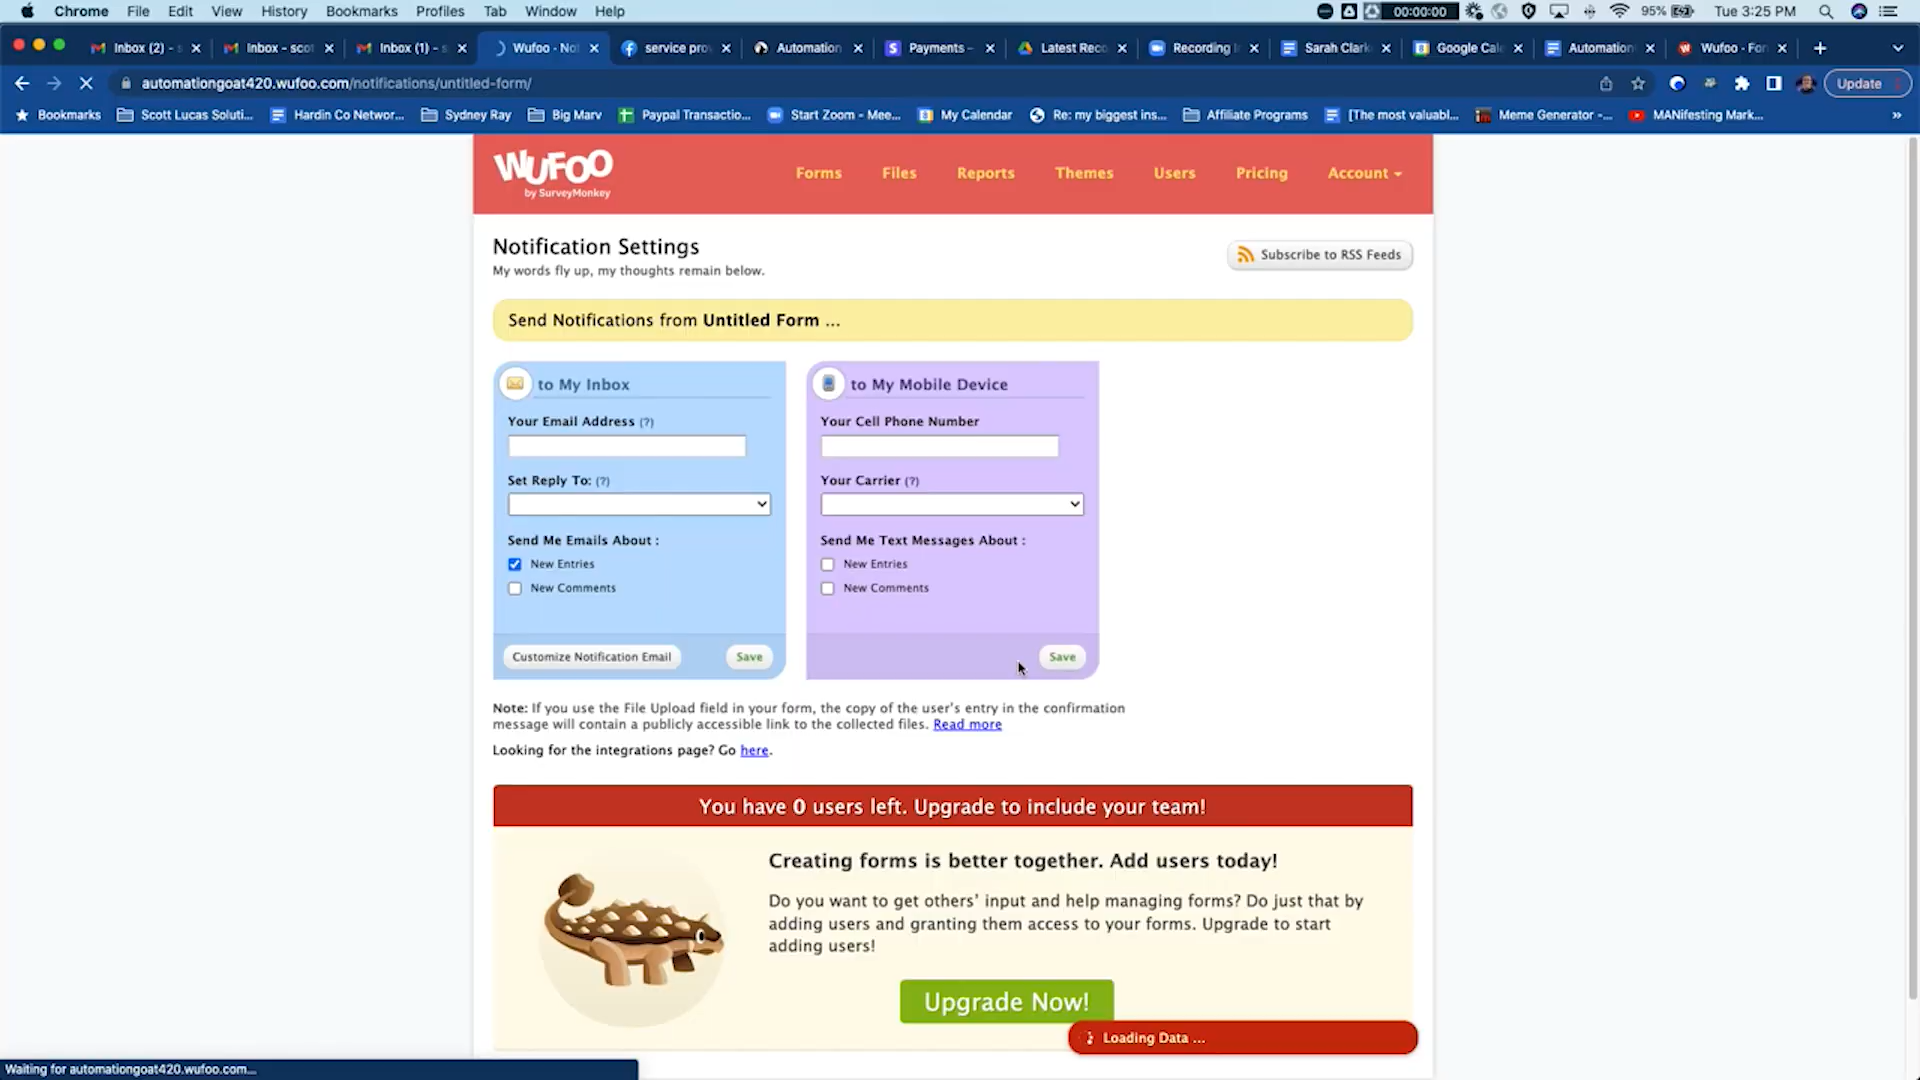 Chrome File Edit View History Bookmarks Profiles Tab Window Help 00:00:00 95% Tue 3:25 PM
Inbox (2) - s Inbox - scot Inbox (1) - s Wufoo - Not service pro Automation Payments - Latest Reco Recording Sarah Clark Google Cal Automation Wufoo - For
automationgoat420.wufoo.com/notifications/untitled-form/ Update
Bookmarks Scott Lucas Soluti... Hardin Co Networ... Sydney Ray Big Marv Paypal Transactio... Start Zoom - Mee... My Calendar Re: my biggest ins... Affiliate Programs [The most valuabl... Meme Generator -... MANifesting Mark... »
WUFOO
by SurveyMonkey
Forms Files Reports Themes Users Pricing Account
Notification Settings
My words fly up, my thoughts remain below.
Subscribe to RSS Feeds
Send Notifications from Untitled Form ...
to My Inbox
Your Email Address (?)
Set Reply To: (?)
Send Me Emails About :
New Entries
New Comments
Customize Notification Email Save
to My Mobile Device
Your Cell Phone Number
Your Carrier (?)
Send Me Text Messages About :
New Entries
New Comments
Save
Note: If you use the File Upload field in your form, the copy of the user's entry in the confirmation
message will contain a publicly accessible link to the collected files. Read more
Looking for the integrations page? Go here.
You have 0 users left. Upgrade to include your team!
Creating forms is better together. Add users today!
Do you want to get others' input and help managing forms? Do just that by
adding users and granting them access to your forms. Upgrade to start
adding users!
Upgrade Now!
Loading Data ...
Waiting for automationgoat420.wufoo.com...